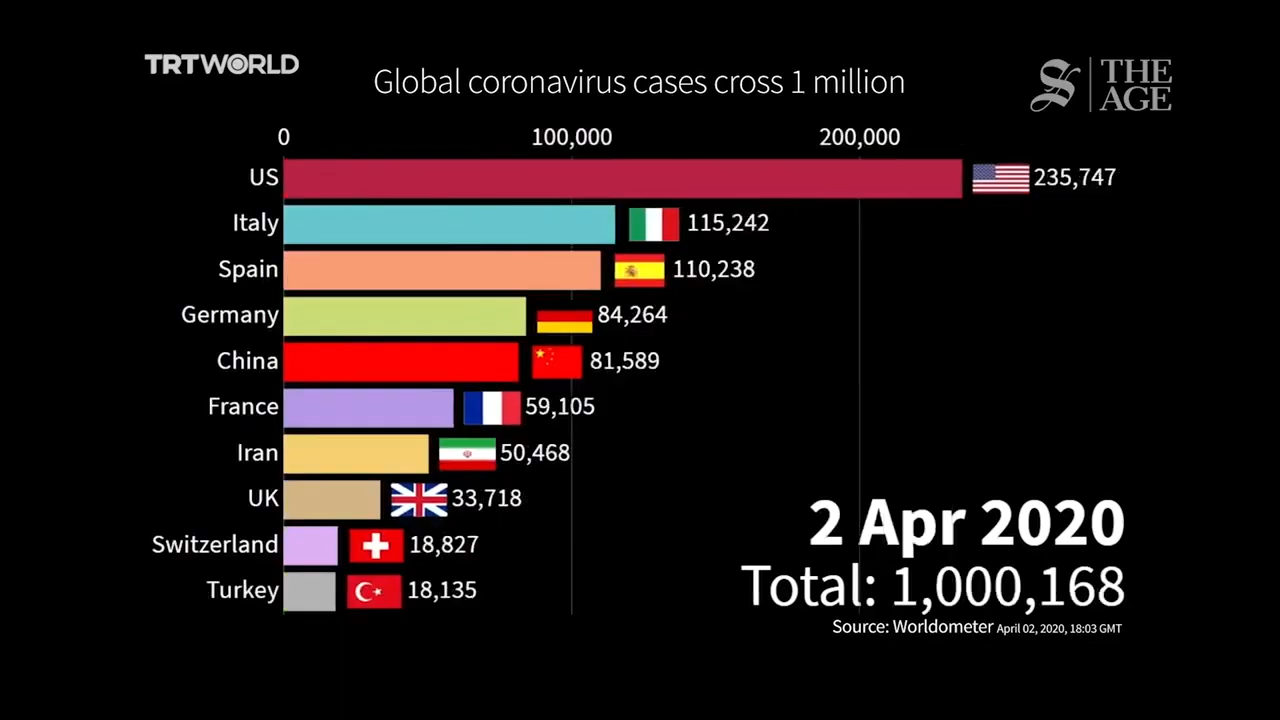 TRTWORLD
Global coronavirus cases cross 1 million
THE
AGE
0 100,000 200,000
US 235,747
Italy 115,242
Spain 110,238
Germany 84,264
China 81,589
France 59,105
Iran 50,468
UK 33,718
Switzerland 18,827
Turkey 18,135
2 Apr 2020
Total: 1,000,168
Source: Worldometer April 02, 2020, 18:03 GMT